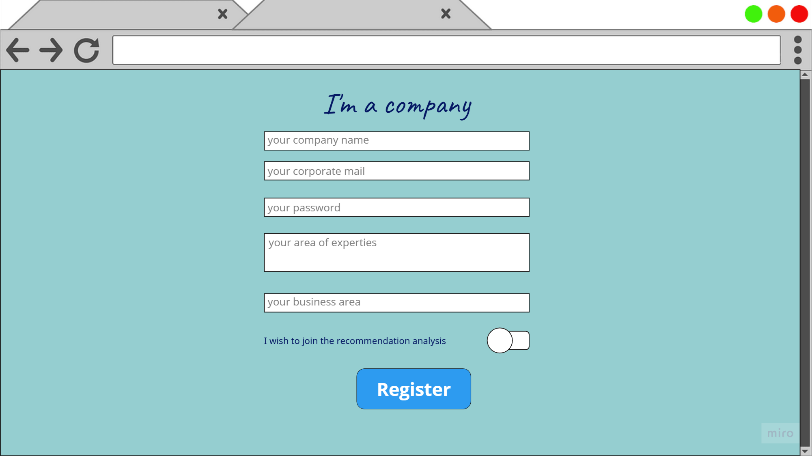 I'm a company
your company name
your corporate mail
your password
your area of experties
your business area
I wish to join the recommendation analysis
Register
miro